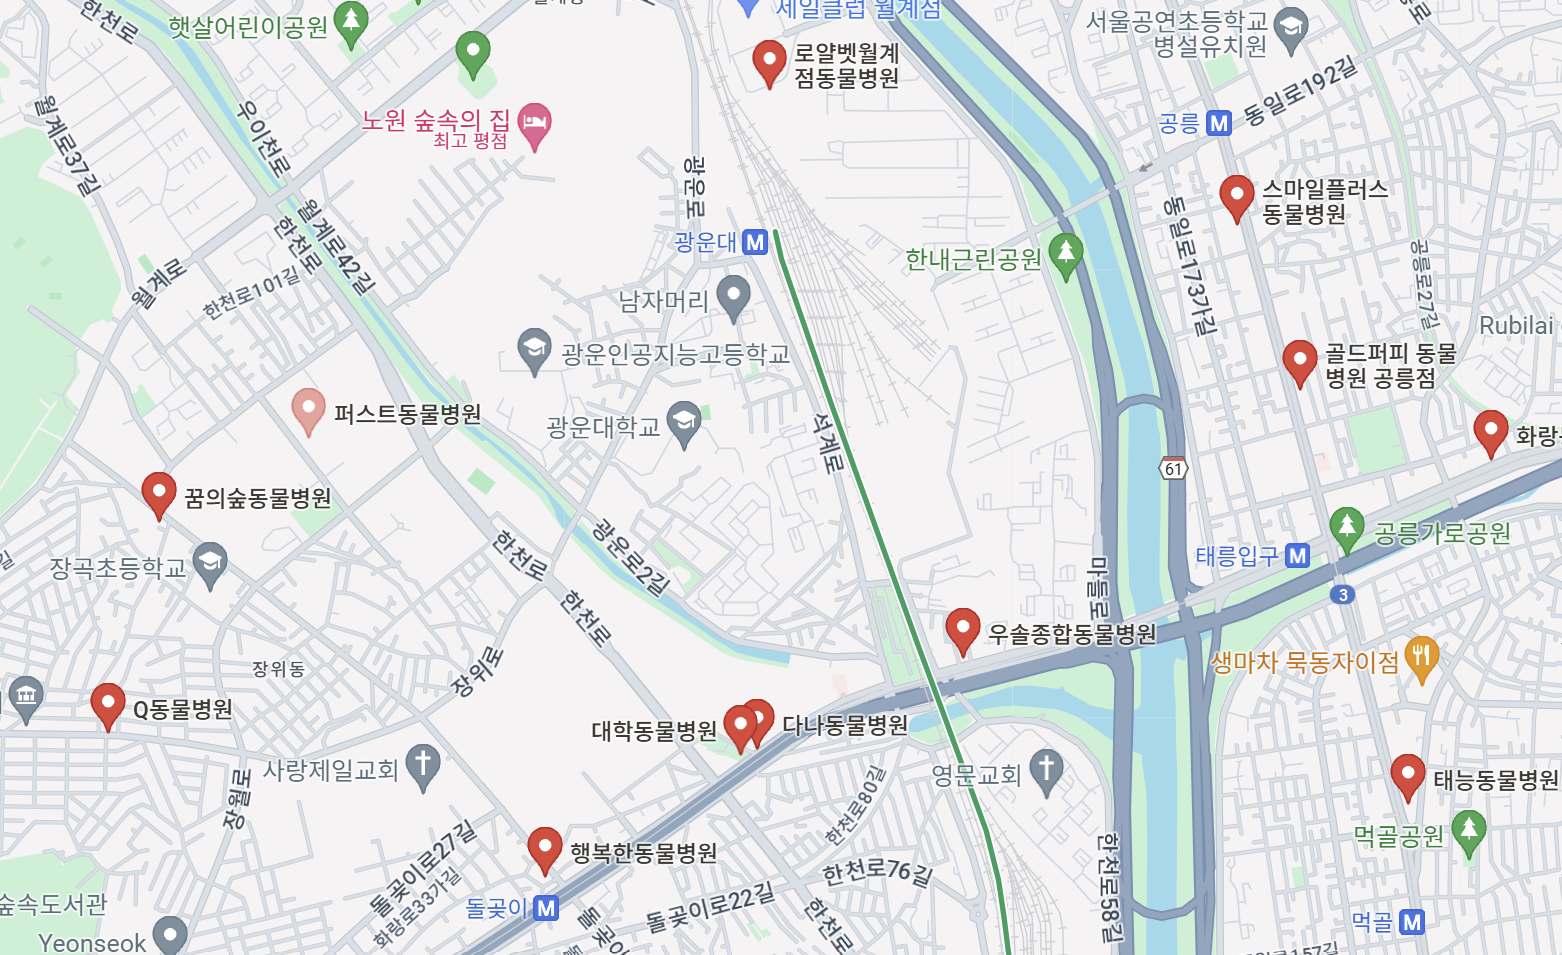 한천로
햇살어린이공원
세일클럽 월계점
서울공연초등학교
병설유치원
로얄벳월계
점동물병원
동일로192길
월계로37길
우이천로
노원 숲속의 집
최고 평점
공릉
광운로
스마일플러스
동물병원
월계로42길
한천로
동일로173가길
광운대
한내근린공원
공릉로27길
월계로
한천로101길
남자머리
Rubilai
광운인공지능고등학교
골드퍼피 동물
병원 공릉점
퍼스트동물병원
광운대학교
석계로
화랑
61
꿈의숲동물병원
공릉가로공원
한천로
광운로2길
태릉입구
장곡초등학교
마들로
3
한천로
우솔종합동물병원
생마차 묵동자이점
장위동
장위로
Q동물병원
대학동물병원
다나동물병원
사랑제일교회
영문교회
태능동물병원
장월로
한천로80길
먹골공원
돌곶이로27길
행복한동물병원
한천로76길
한천로58길
화랑로33가길
숲속도서관
돌곶이
돌곶이로22길
한천로
먹골
Yeonseok
돌곶이